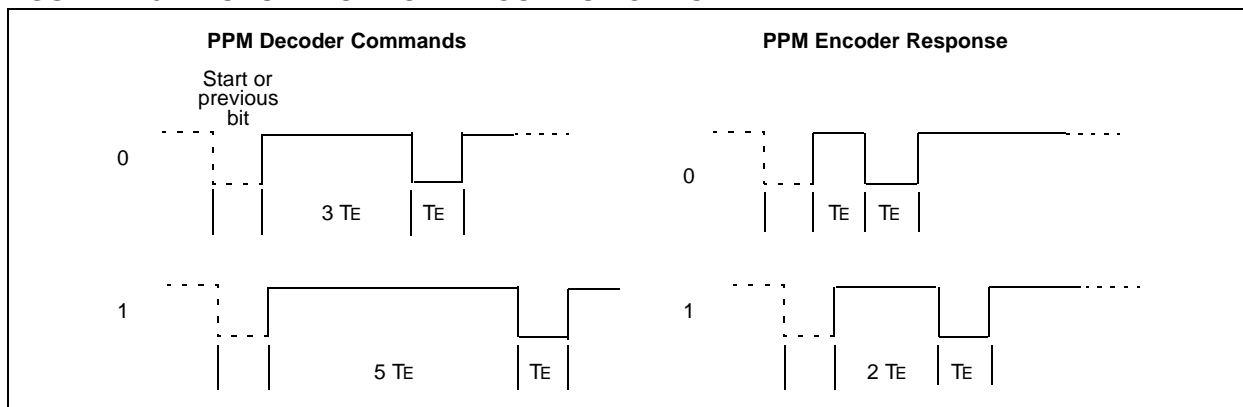 PPM Decoder Commands
PPM Encoder Response
Start or
previous
bit
0
3 TE
TE
0
TE
TE
1
5 TE
TE
1
2 TE
TE